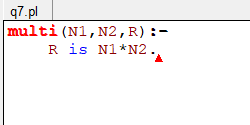 q7.pl
multi(N1,N2,R):-
R is N1*N2.